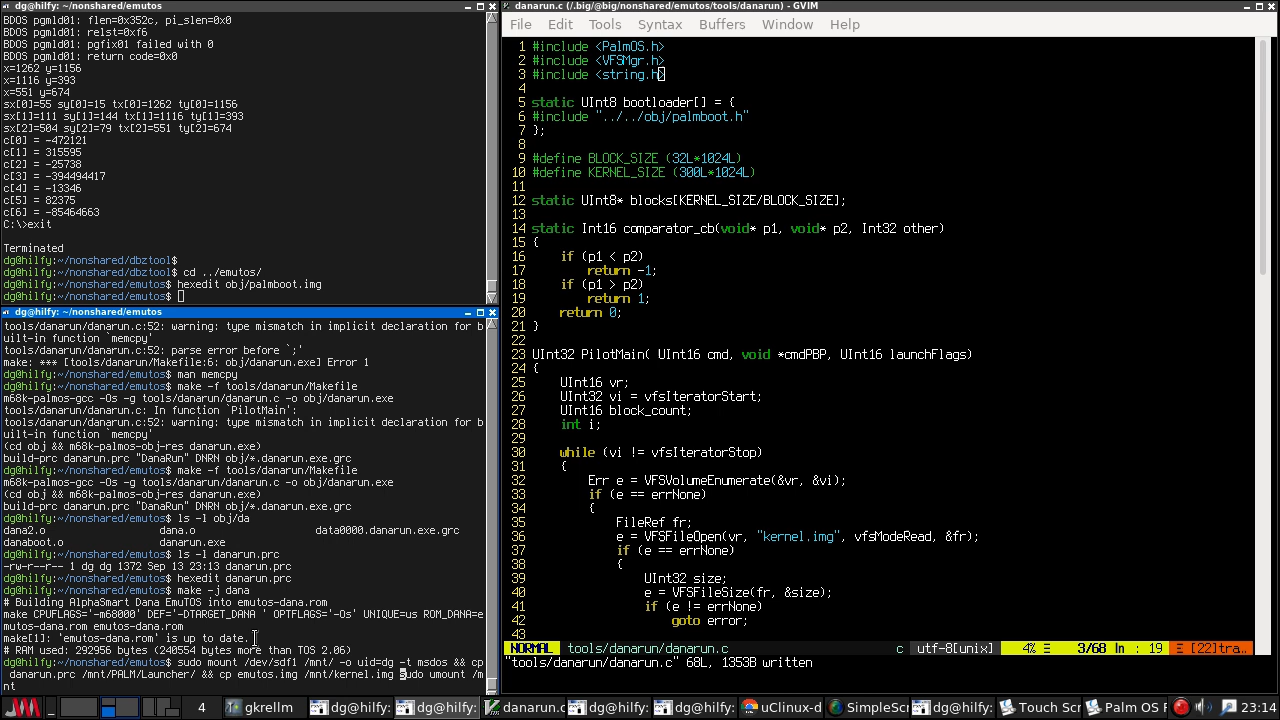 dg@hilfy:~/nonshared/emutos
BDOS pgmld01: flen=0x352c, pi_slen=0x0
BDOS pgmld01: relst=0xf6
BDOS pgmld01: pgfix01 failed with 0
BDOS pgmld01: return code=0x0
x=1262 y=1156
x=1116 y=393
x=551 y=674
sx[0]=55 sy[0]=15 tx[0]=1262 ty[0]=1156
sx[1]=111 sy[1]=144 tx[1]=1116 ty[1]=393
sx[2]=504 sy[2]=79 tx[2]=551 ty[2]=674
c[0] = -472121
c[1] = 315595
c[2] = -25738
c[3] = -394494417
c[4] = -13346
c[5] = 82375
c[6] = -85464663
C:\>exit
Terminated
dg@hilfy:~/nonshared/dbztool$
dg@hilfy:~/nonshared/dbztool$ cd ../emutos/
dg@hilfy:~/nonshared/emutos$ hexedit obj/palmboot.img
dg@hilfy:~/nonshared/emutos$
dg@hilfy:~/nonshared/emutos
tools/danarun/danarun.c:52: warning: type mismatch in implicit declaration for b
uilt-in function `memcpy'
tools/danarun/danarun.c:52: parse error before `;'
make: *** [tools/danarun/Makefile:6: obj/danarun.exe] Error 1
dg@hilfy:~/nonshared/emutos$ man memcpy
dg@hilfy:~/nonshared/emutos$ make -f tools/danarun/Makefile
m68k-palmos-gcc -Os -g tools/danarun/danarun.c -o obj/danarun.exe
tools/danarun/danarun.c: In function `PilotMain':
tools/danarun/danarun.c:52: warning: type mismatch in implicit declaration for b
uilt-in function `memcpy'
(cd obj && m68k-palmos-obj-res danarun.exe)
build-prc danarun.prc "DanaRun" DNRN obj/*.danarun.exe.grc
dg@hilfy:~/nonshared/emutos$ make -f tools/danarun/Makefile
m68k-palmos-gcc -Os -g tools/danarun/danarun.c -o obj/danarun.exe
(cd obj && m68k-palmos-obj-res danarun.exe)
build-prc danarun.prc "DanaRun" DNRN obj/*.danarun.exe.grc
dg@hilfy:~/nonshared/emutos$ ls -l obj/da
dana2.o dana.o data0000.danarun.exe.grc
danaboot.o danarun.exe
dg@hilfy:~/nonshared/emutos$ ls -l danarun.prc
-rw-r--r-- 1 dg dg 1372 Sep 13 23:13 danarun.prc
dg@hilfy:~/nonshared/emutos$ hexedit danarun.prc
dg@hilfy:~/nonshared/emutos$ make -j dana
# Building AlphaSmart Dana EmuTOS into emutos-dana.rom
make CPUFLAGS='-m68000' DEF='-DTARGET_DANA ' OPTFLAGS='-Os' UNIQUE=us ROM_DANA=e
mutos-dana.rom emutos-dana.rom
make[1]: 'emutos-dana.rom' is up to date.
# RAM used: 292956 bytes (240554 bytes more than TOS 2.06)
dg@hilfy:~/nonshared/emutos$ sudo mount /dev/sdf1 /mnt/ -o uid=dg -t msdos && cp
danarun.prc /mnt/PALM/Launcher/ && cp emutos.img /mnt/kernel.img sudo umount /m
nt
danarun.c (/.big/@big/nonshared/emutos/tools/danarun) - GVIM
File Edit Tools Syntax Buffers Window Help
1 #include <PalmOS.h>
2 #include <VFSMgr.h>
3 #include <string.h>
4
5 static UInt8 bootloader[] = {
6 #include "../../obj/palmboot.h"
7 };
8
9 #define BLOCK_SIZE (32L*1024L)
10 #define KERNEL_SIZE (300L*1024L)
11
12 static UInt8* blocks[KERNEL_SIZE/BLOCK_SIZE];
13
14 static Int16 comparator_cb(void* p1, void* p2, Int32 other)
15 {
16 if (p1 < p2)
17 return -1;
18 if (p1 > p2)
19 return 1;
20 return 0;
21 }
22
23 UInt32 PilotMain( UInt16 cmd, void *cmdPBP, UInt16 launchFlags)
24 {
25 UInt16 vr;
26 UInt32 vi = vfsIteratorStart;
27 UInt16 block_count;
28 int i;
29
30 while (vi != vfsIteratorStop)
31 {
32 Err e = VFSVolumeEnumerate(&vr, &vi);
33 if (e == errNone)
34 {
35 FileRef fr;
36 e = VFSFileOpen(vr, "kernel.img", vfsModeRead, &fr);
37 if (e == errNone)
38 {
39 UInt32 size;
40 e = VFSFileSize(fr, &size);
41 if (e != errNone)
42 goto error;
43
NORMAL tools/danarun/danarun.c c utf-8[unix] 4% ☰ 3/68 ln : 19 ☰ [22]tra..
"tools/danarun/danarun.c" 68L, 1353B written
4 gkrellm dg@hilfy:... dg@hilfy:... danarun.c... dg@hilfy:... uClinux-d SimpleScr dg@hilfy:... Touch Scr Palm OS F 23:14